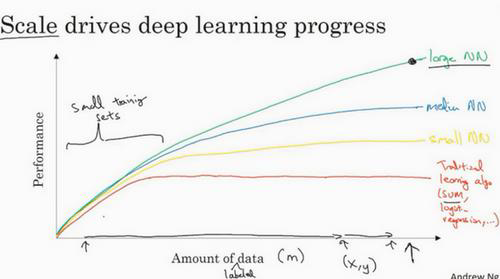 Scale drives deep learning progress
large NN
small training
sets
medium NN
small NN
Performance
Traditional
learning algo
(SVM,
logistic
regression,...)
Amount of data (m)
labeled
(x,y)
Andrew Ng